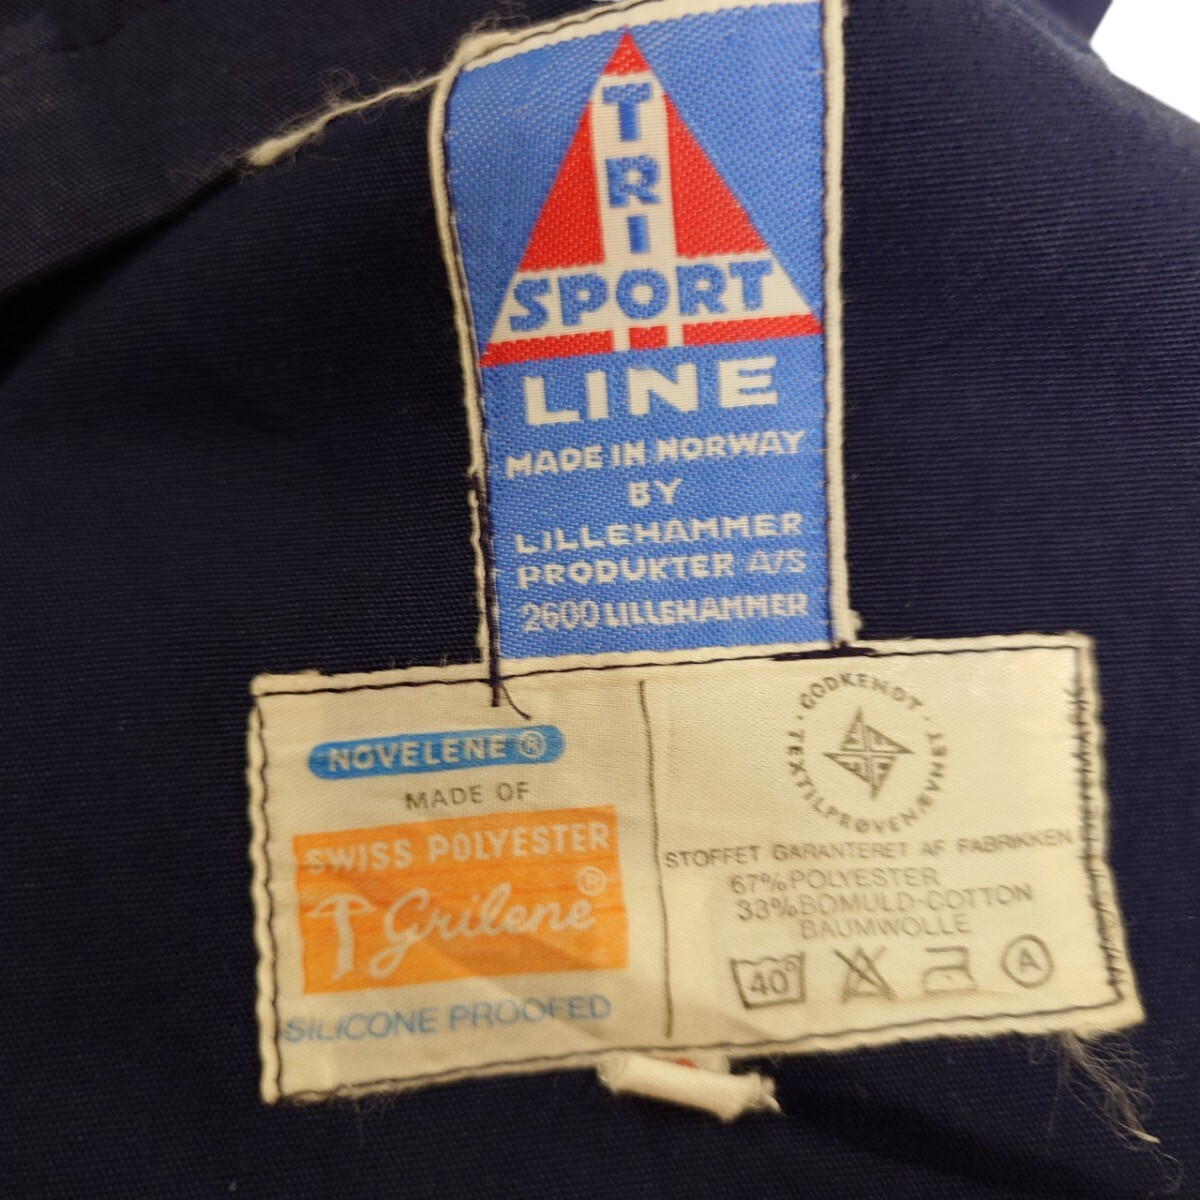 TRI
SPORT
LINE
MADE IN NORWAY
BY
LILLEHAMMER
PRODUKTER A/S
2600 LILLEHAMMER
NOVELENE ®
MADE OF
SWISS POLYESTER
Grilene ®
SILICONE PROOFED
· GODKENDT · TEXTILPRØVENÆVNET
STOFFET GARANTERET AF FABRIKKEN
67% POLYESTER
33% BOMULD-COTTON
BAUMWOLLE
40°
A